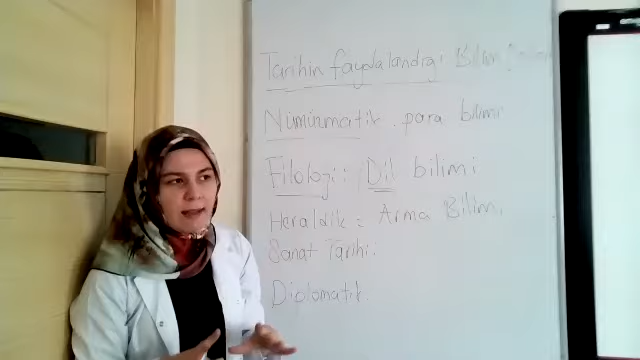 Tarihin faydalandığı Bilim
Nümizmatik. para bilimi
Filoloji: Dil bilimi
Heraldik: Arma Bilimi
Sanat Tarihi:
Diplomatik.